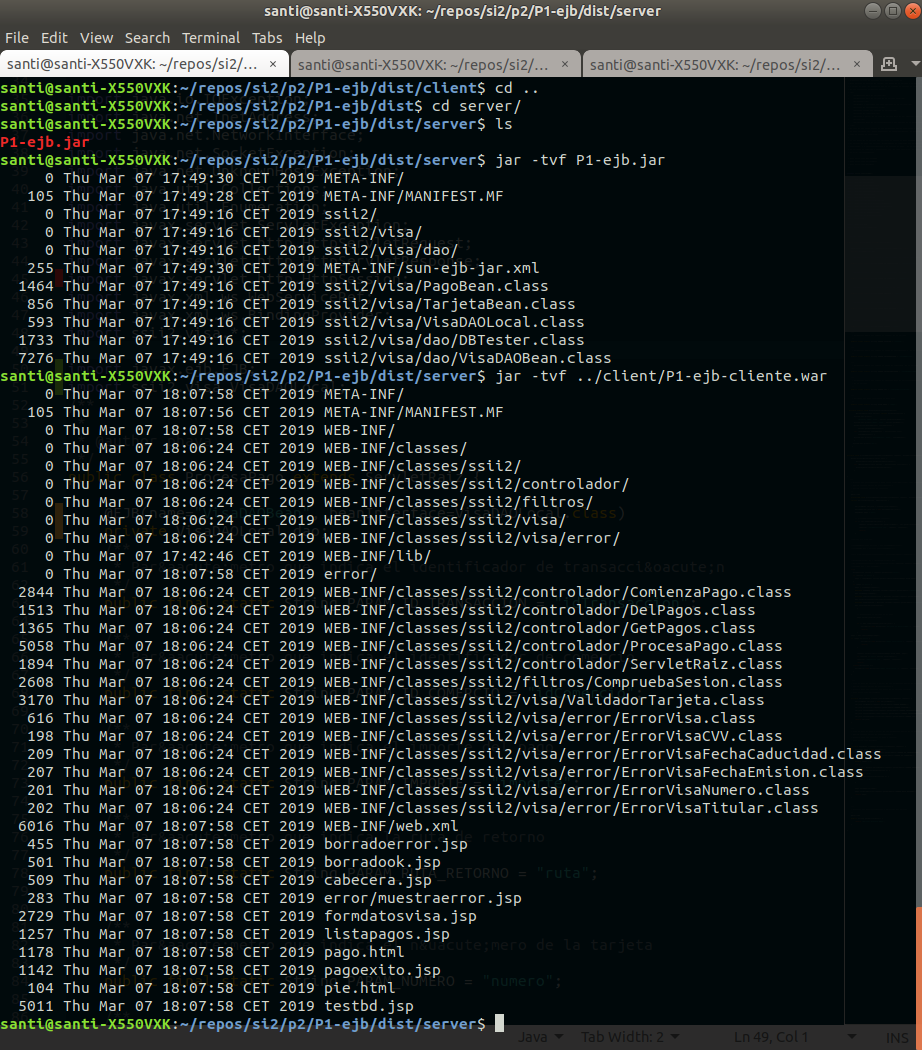 santi@santi-X550VXK: ~/repos/si2/p2/P1-ejb/dist/server
File Edit View Search Terminal Tabs Help
santi@santi-X550VXK: ~/repos/si2/... × santi@santi-X550VXK: ~/repos/si2/... × santi@santi-X550VXK: ~/repos/si2/... ×
santi@santi-X550VXK:~/repos/si2/p2/P1-ejb/dist/client$ cd ..
santi@santi-X550VXK:~/repos/si2/p2/P1-ejb/dist$ cd server/
santi@santi-X550VXK:~/repos/si2/p2/P1-ejb/dist/server$ ls
P1-ejb.jar
santi@santi-X550VXK:~/repos/si2/p2/P1-ejb/dist/server$ jar -tvf P1-ejb.jar
0 Thu Mar 07 17:49:30 CET 2019 META-INF/
105 Thu Mar 07 17:49:28 CET 2019 META-INF/MANIFEST.MF
0 Thu Mar 07 17:49:16 CET 2019 ssii2/
0 Thu Mar 07 17:49:16 CET 2019 ssii2/visa/
0 Thu Mar 07 17:49:16 CET 2019 ssii2/visa/dao/
255 Thu Mar 07 17:49:30 CET 2019 META-INF/sun-ejb-jar.xml
1464 Thu Mar 07 17:49:16 CET 2019 ssii2/visa/PagoBean.class
856 Thu Mar 07 17:49:16 CET 2019 ssii2/visa/TarjetaBean.class
593 Thu Mar 07 17:49:16 CET 2019 ssii2/visa/VisaDAOLocal.class
1733 Thu Mar 07 17:49:16 CET 2019 ssii2/visa/dao/DBTester.class
7276 Thu Mar 07 17:49:16 CET 2019 ssii2/visa/dao/VisaDAOBean.class
santi@santi-X550VXK:~/repos/si2/p2/P1-ejb/dist/server$ jar -tvf ../client/P1-ejb-cliente.war
0 Thu Mar 07 18:07:58 CET 2019 META-INF/
105 Thu Mar 07 18:07:56 CET 2019 META-INF/MANIFEST.MF
0 Thu Mar 07 18:07:58 CET 2019 WEB-INF/
0 Thu Mar 07 18:06:24 CET 2019 WEB-INF/classes/
0 Thu Mar 07 18:06:24 CET 2019 WEB-INF/classes/ssii2/
0 Thu Mar 07 18:06:24 CET 2019 WEB-INF/classes/ssii2/controlador/
0 Thu Mar 07 18:06:24 CET 2019 WEB-INF/classes/ssii2/filtros/
0 Thu Mar 07 18:06:24 CET 2019 WEB-INF/classes/ssii2/visa/
0 Thu Mar 07 18:06:24 CET 2019 WEB-INF/classes/ssii2/visa/error/
0 Thu Mar 07 17:42:46 CET 2019 WEB-INF/lib/
0 Thu Mar 07 18:07:58 CET 2019 error/
2844 Thu Mar 07 18:06:24 CET 2019 WEB-INF/classes/ssii2/controlador/ComienzaPago.class
1513 Thu Mar 07 18:06:24 CET 2019 WEB-INF/classes/ssii2/controlador/DelPagos.class
1365 Thu Mar 07 18:06:24 CET 2019 WEB-INF/classes/ssii2/controlador/GetPagos.class
5058 Thu Mar 07 18:06:24 CET 2019 WEB-INF/classes/ssii2/controlador/ProcesaPago.class
1894 Thu Mar 07 18:06:24 CET 2019 WEB-INF/classes/ssii2/controlador/ServletRaiz.class
2608 Thu Mar 07 18:06:24 CET 2019 WEB-INF/classes/ssii2/filtros/CompruebaSesion.class
3170 Thu Mar 07 18:06:24 CET 2019 WEB-INF/classes/ssii2/visa/ValidadorTarjeta.class
616 Thu Mar 07 18:06:24 CET 2019 WEB-INF/classes/ssii2/visa/error/ErrorVisa.class
198 Thu Mar 07 18:06:24 CET 2019 WEB-INF/classes/ssii2/visa/error/ErrorVisaCVV.class
209 Thu Mar 07 18:06:24 CET 2019 WEB-INF/classes/ssii2/visa/error/ErrorVisaFechaCaducidad.class
207 Thu Mar 07 18:06:24 CET 2019 WEB-INF/classes/ssii2/visa/error/ErrorVisaFechaEmision.class
201 Thu Mar 07 18:06:24 CET 2019 WEB-INF/classes/ssii2/visa/error/ErrorVisaNumero.class
202 Thu Mar 07 18:06:24 CET 2019 WEB-INF/classes/ssii2/visa/error/ErrorVisaTitular.class
6016 Thu Mar 07 18:07:58 CET 2019 WEB-INF/web.xml
455 Thu Mar 07 18:07:58 CET 2019 borradoerror.jsp
501 Thu Mar 07 18:07:58 CET 2019 borradook.jsp
509 Thu Mar 07 18:07:58 CET 2019 cabecera.jsp
283 Thu Mar 07 18:07:58 CET 2019 error/muestraerror.jsp
2729 Thu Mar 07 18:07:58 CET 2019 formdatosvisa.jsp
1257 Thu Mar 07 18:07:58 CET 2019 listapagos.jsp
1178 Thu Mar 07 18:07:58 CET 2019 pago.html
1142 Thu Mar 07 18:07:58 CET 2019 pagoexito.jsp
104 Thu Mar 07 18:07:58 CET 2019 pie.html
5011 Thu Mar 07 18:07:58 CET 2019 testbd.jsp
santi@santi-X550VXK:~/repos/si2/p2/P1-ejb/dist/server$
Java Tab Width: 2 Ln 49, Col 1 INS